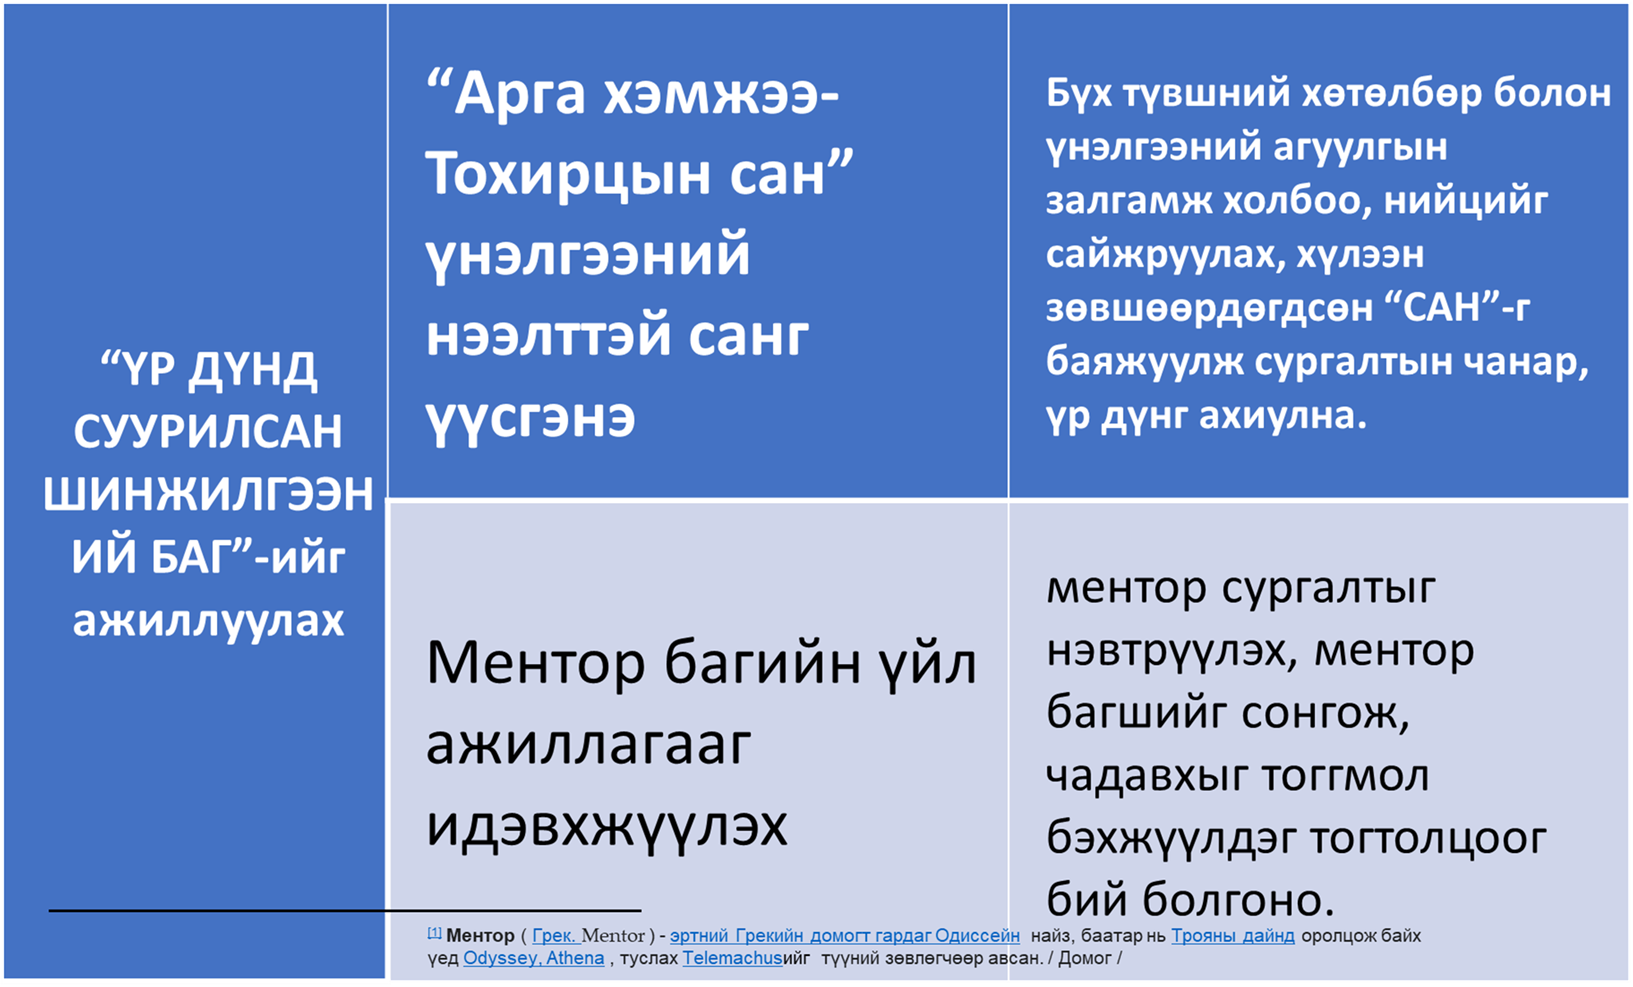 “ҮР ДҮНД
СУУРИЛСАН
ШИНЖИЛГЭЭН
ИЙ БАГ”-ийг
ажиллуулах
“Арга хэмжээ-
Тохирцын сан”
үнэлгээний
нээлттэй санг
үүсгэнэ
Бүх түвшний хөтөлбөр болон
үнэлгээний агуулгын
залгамж холбоо, нийцийг
сайжруулах, хүлээн
зөвшөөрдөгдсөн “САН”-г
баяжуулж сургалтын чанар,
үр дүнг ахиулна.
Ментор багийн үйл
ажиллагааг
идэвхжүүлэх
ментор сургалтыг
нэвтрүүлэх, ментор
багшийг сонгож,
чадавхыг тоггмол
бэхжүүлдэг тогтолцоог
бий болгоно.
[1] Ментор ( Грек. Mentor ) - эртний Грекийн домогт гардаг Одиссейн найз, баатар нь Трояны дайнд оролцож байх
үед Odyssey, Athena , туслах Telemachusийг түүний зөвлөгчөөр авсан. / Домог /